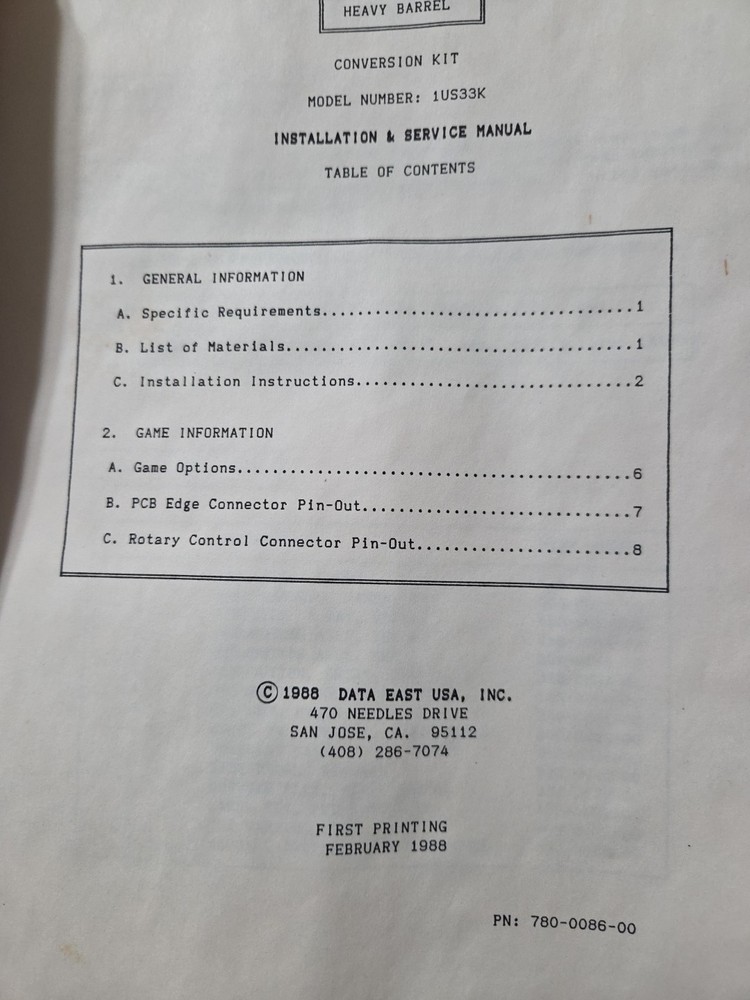 HEAVY BARREL
CONVERSION KIT
MODEL NUMBER: 1US33K
INSTALLATION & SERVICE MANUAL
TABLE OF CONTENTS
1. GENERAL INFORMATION
A. Specific Requirements...................................1
B. List of Materials.......................................1
C. Installation Instructions...............................2
2. GAME INFORMATION
A. Game Options............................................6
B. PCB Edge Connector Pin-Out..............................7
C. Rotary Control Connector Pin-Out........................8
©1988 DATA EAST USA, INC.
470 NEEDLES DRIVE
SAN JOSE, CA. 95112
(408) 286-7074
FIRST PRINTING
FEBRUARY 1988
PN: 780-0086-00